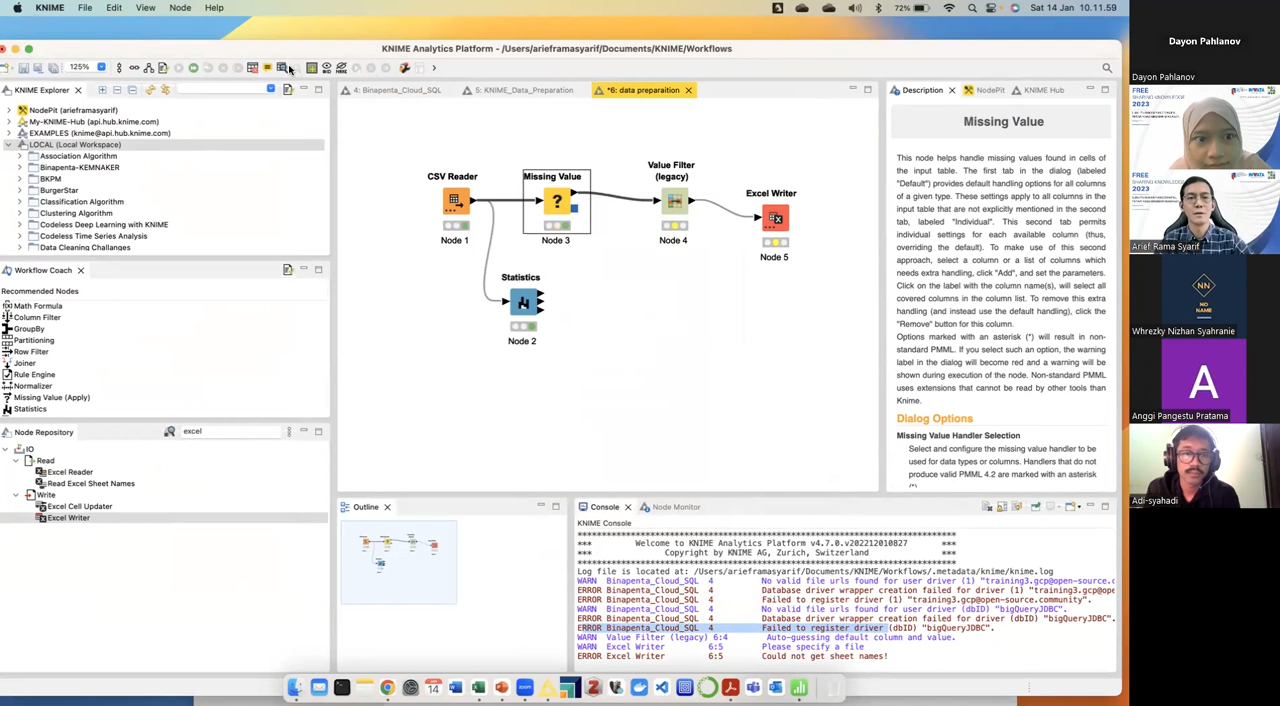 KNIME File Edit View Node Help
72% Sat 14 Jan 10.11.59
KNIME Analytics Platform - /Users/arieframasyarif/Documents/KNIME/Workflows
125%
KNIME Explorer
NodePit (arieframasyarif)
My-KNIME-Hub (api.hub.knime.com)
EXAMPLES (knime@api.hub.knime.com)
LOCAL (Local Workspace)
Association Algorithm
Binapenta-KEMNAKER
BKPM
BurgerStar
Classification Algorithm
Clustering Algorithm
Codeless Deep Learning with KNIME
Codeless Time Series Analysis
Data Cleaning Challanges
Workflow Coach
Recommended Nodes
Math Formula
Column Filter
GroupBy
Partitioning
Row Filter
Joiner
Rule Engine
Normalizer
Missing Value (Apply)
Statistics
Node Repository
excel
IO
Read
Excel Reader
Read Excel Sheet Names
Write
Excel Cell Updater
Excel Writer
4: Binapenta_Cloud_SQL 5: KNIME_Data_Preparation *6: data preparaition
CSV Reader
Node 1
Missing Value
?
Node 3
Value Filter
(legacy)
Node 4
Excel Writer
Node 5
Statistics
Node 2
Description NodePit KNIME Hub
Missing Value
This node helps handle missing values found in cells of
the input table. The first tab in the dialog (labeled
"Default") provides default handling options for all columns
of a given type. These settings apply to all columns in
the input table that are not explicitly mentioned in the
second tab, labeled "Individual". This second tab permits
individual settings for each available column (thus,
overriding the default). To make use of this second
approach, select a column or a list of columns which
needs extra handling, click "Add", and set the parameters.
Click on the label with the column name(s), will select all
covered columns in the column list. To remove this extra
handling (and instead use the default handling), click the
"Remove" button for this column.
Options marked with an asterisk (*) will result in non-
standard PMML. If you select such an option, the warning
label in the dialog will become red and a warning will be
shown during execution of the node. Non-standard PMML
uses extensions that cannot be read by other tools than
Knime.
Dialog Options
Missing Value Handler Selection
Select and configure the missing value handler to be
used for data types or columns. Handlers that do not
produce valid PMML 4.2 are marked with an asterisk
(*)
Outline
Console Node Monitor
KNIME Console
*** Welcome to KNIME Analytics Platform v4.7.0.v202212010827 ***
*** Copyright by KNIME AG, Zurich, Switzerland ***
Log file is located at: /Users/arieframasyarif/Documents/KNIME/Workflows/.metadata/knime/knime.log
WARN Binapenta_Cloud_SQL 4 No valid file urls found for user driver (1) "training3.gcp@open-source.c
ERROR Binapenta_Cloud_SQL 4 Database driver wrapper creation failed for driver (1) "training3.gcp@ope
ERROR Binapenta_Cloud_SQL 4 Failed to register driver (1) "training3.gcp@open-source.community".
WARN Binapenta_Cloud_SQL 4 No valid file urls found for user driver (dbID) "bigQueryJDBC".
ERROR Binapenta_Cloud_SQL 4 Database driver wrapper creation failed for driver (dbID) "bigQueryJDBC".
ERROR Binapenta_Cloud_SQL 4 Failed to register driver (dbID) "bigQueryJDBC".
WARN Value Filter (legacy) 6:4 Auto-guessing default column and value.
WARN Excel Writer 6:5 Please specify a file
ERROR Excel Writer 6:5 Could not get sheet names!
Dayon Pahlanov
Dayon Pahlanov
FREE
SHARING KNOWLEDGE
2023
Arief Rama Syarif
NN
NO
NAME
Whrezky Nizhan Syahranie
A
Anggi Pangestu Pratama
Adi-syahadi